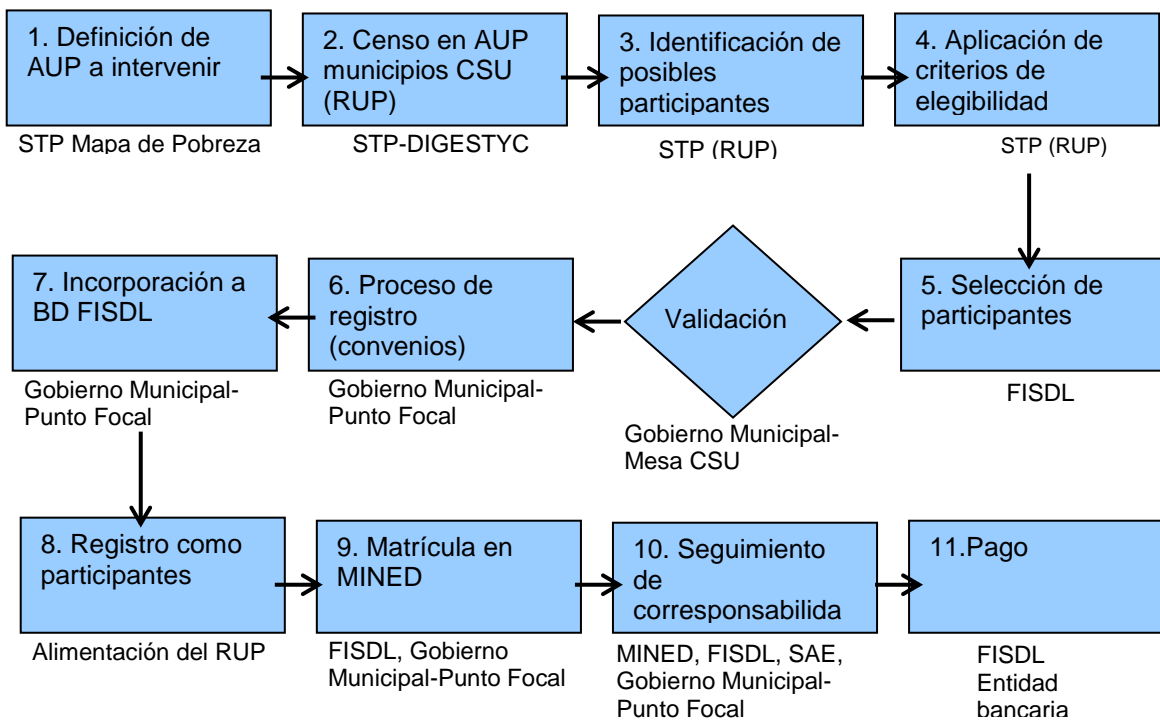 1. Definición de
AUP a intervenir
STP Mapa de Pobreza
2. Censo en AUP
municipios CSU
(RUP)
STP-DIGESTYC
3. Identificación de
posibles
participantes
STP (RUP)
4. Aplicación de
criterios de
elegibilidad
STP (RUP)
5. Selección de
participantes
FISDL
Validación
Gobierno Municipal-
Mesa CSU
6. Proceso de
registro
(convenios)
Gobierno Municipal-
Punto Focal
7. Incorporación a
BD FISDL
Gobierno Municipal-
Punto Focal
8. Registro como
participantes
Alimentación del RUP
9. Matrícula en
MINED
FISDL, Gobierno
Municipal-Punto Focal
10. Seguimiento
de
corresponsabilida
MINED, FISDL, SAE,
Gobierno Municipal-
Punto Focal
11.Pago
FISDL
Entidad
bancaria